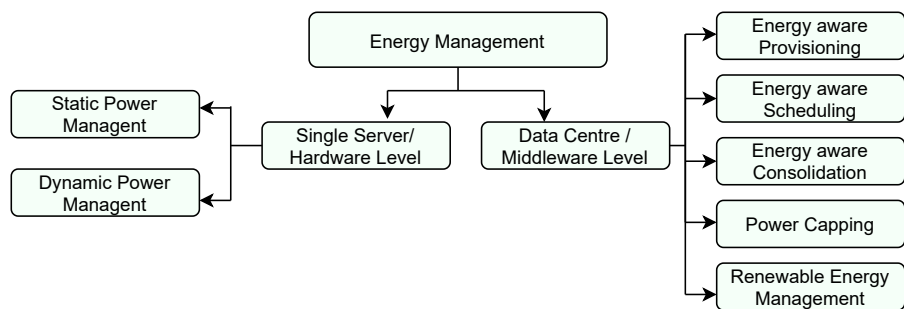 Energy Management
Single Server/
Hardware Level
Data Centre /
Middleware Level
Static Power
Managent
Dynamic Power
Managent
Energy aware
Provisioning
Energy aware
Scheduling
Energy aware
Consolidation
Power Capping
Renewable Energy
Management